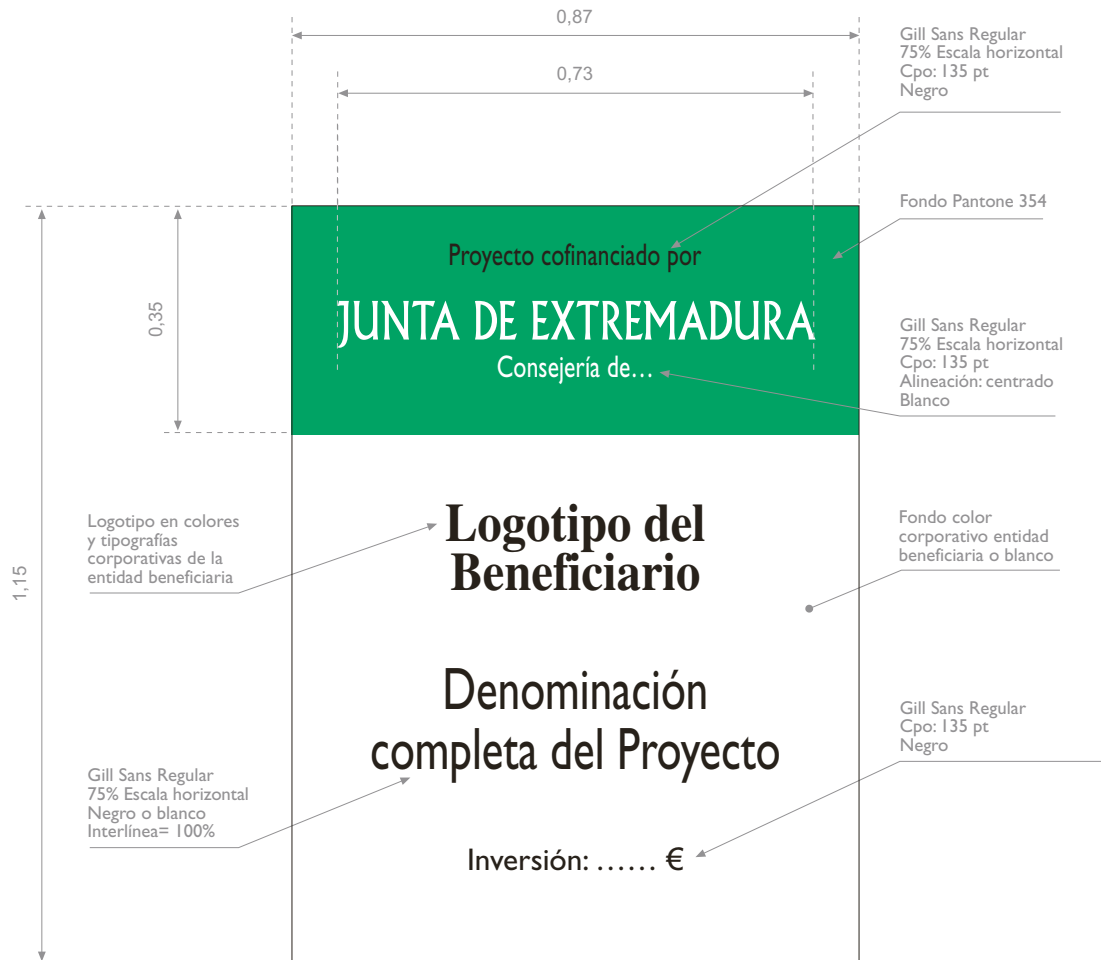 0,87
Gill Sans Regular
75% Escala horizontal
Cpo: 135 pt
Negro
0,73
Fondo Pantone 354
Proyecto cofinanciado por
JUNTA DE EXTREMADURA
Consejería de…
0,35
Gill Sans Regular
75% Escala horizontal
Cpo: 135 pt
Alineación: centrado
Blanco
1,15
Logotipo en colores
y tipografías
corporativas de la
entidad beneficiaria
Logotipo del
Beneficiario
Fondo color
corporativo entidad
beneficiaria o blanco
Denominación
completa del Proyecto
Gill Sans Regular
Cpo: 135 pt
Negro
Gill Sans Regular
75% Escala horizontal
Negro o blanco
Interlínea= 100%
Inversión: …… €